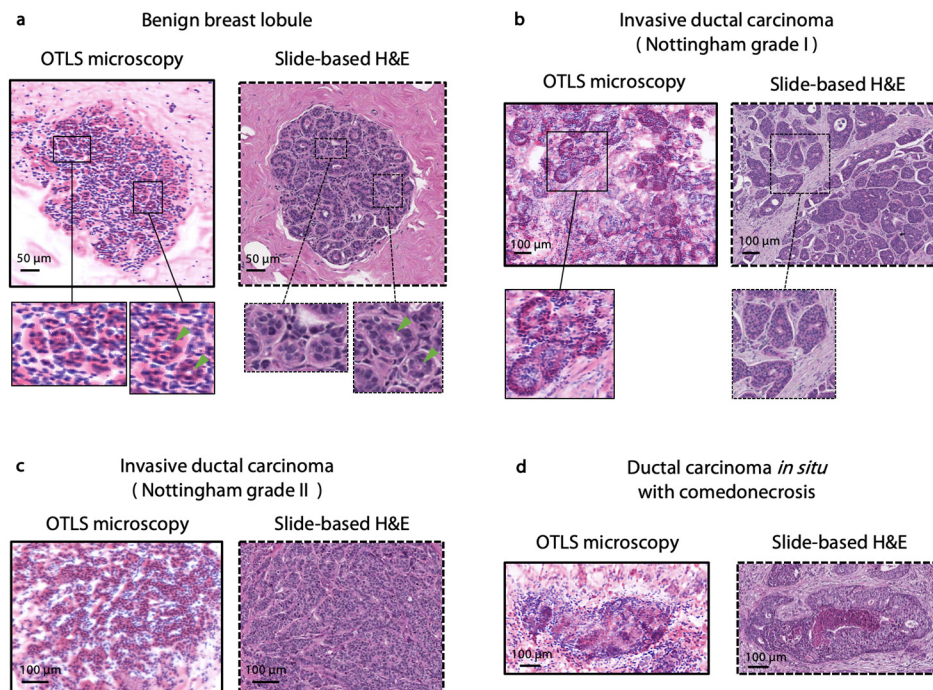 a
Benign breast lobule
OTLS microscopy
Slide-based H&E
50 µm
50 µm
b
Invasive ductal carcinoma
( Nottingham grade I )
OTLS microscopy
Slide-based H&E
100 µm
100 µm
c
Invasive ductal carcinoma
( Nottingham grade II )
OTLS microscopy
Slide-based H&E
100 µm
100 µm
d
Ductal carcinoma in situ
with comedonecrosis
OTLS microscopy
Slide-based H&E
100 µm
100 µm